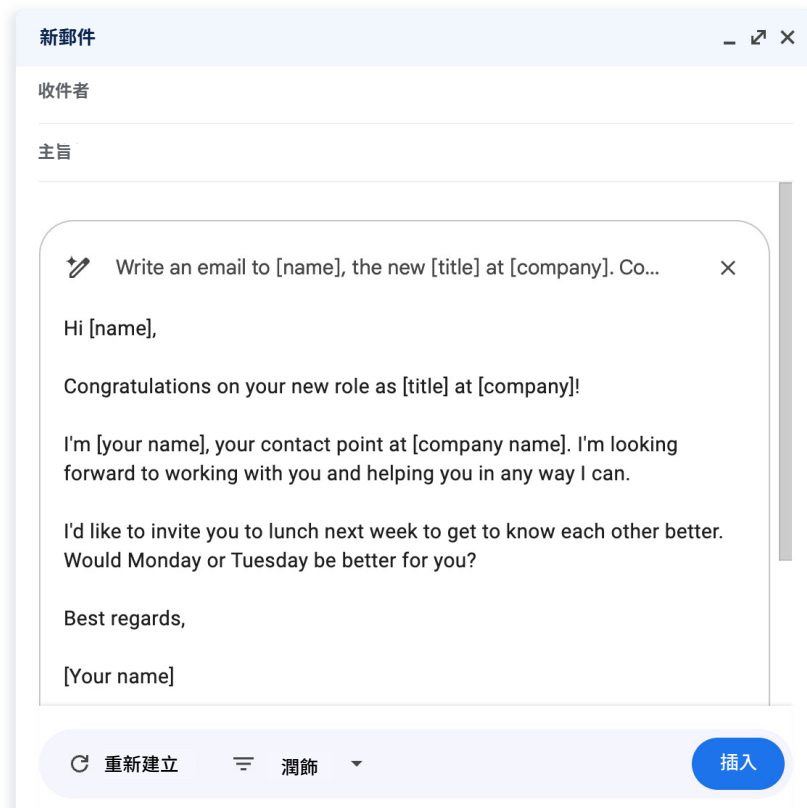 新郵件
收件者
主旨
Write an email to [name], the new [title] at [company]. Co...
Hi [name],
Congratulations on your new role as [title] at [company]!
I'm [your name], your contact point at [company name]. I'm looking
forward to working with you and helping you in any way I can.
I'd like to invite you to lunch next week to get to know each other better.
Would Monday or Tuesday be better for you?
Best regards,
[Your name]
重新建立 潤飾 插入